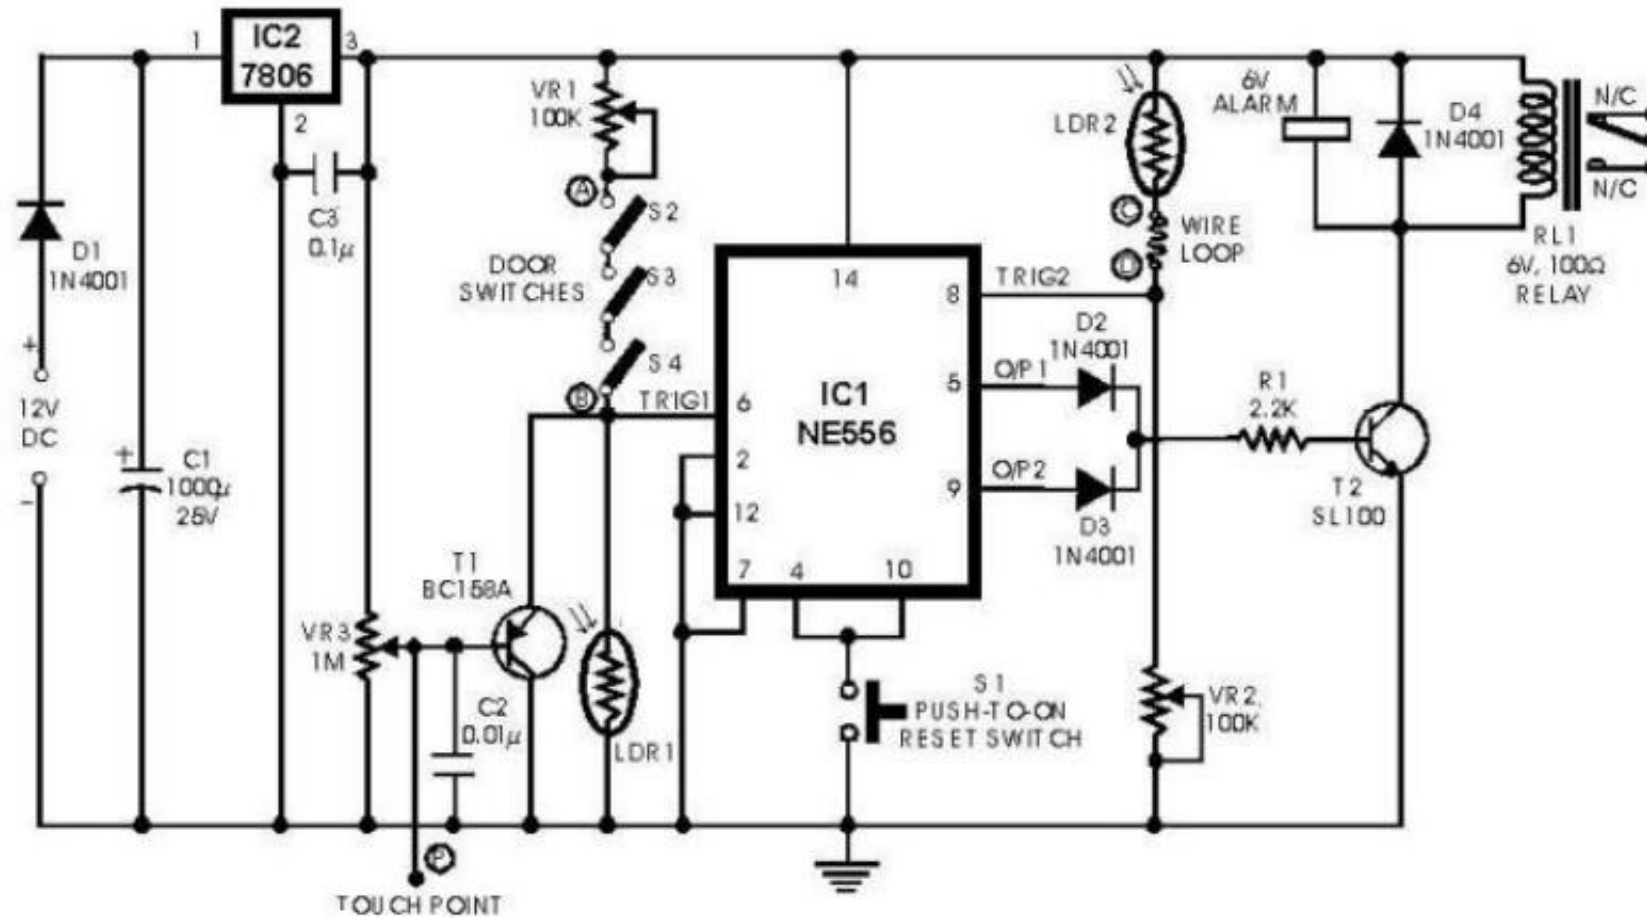 1
IC2
7806
3
2
C3
0.1µ
D1
1N4001
+
12V
DC
-
+
C1
1000µ
25V
VR1
100K
A
S2
DOOR
SWITCHES
S3
S4
B
TRIG1
6
2
12
7
4
10
14
8
5
9
IC1
NE556
TRIG2
O/P1
O/P2
LDR2
C
D
WIRE
LOOP
D2
1N4001
D3
1N4001
R1
2.2K
T2
SL100
6V
ALARM
D4
1N4001
N/C
N/C
RL1
6V, 100Ω
RELAY
T1
BC158A
VR3
1M
C2
0.01µ
LDR1
S1
PUSH-TO-ON
RESET SWITCH
VR2
100K
P
TOUCH POINT